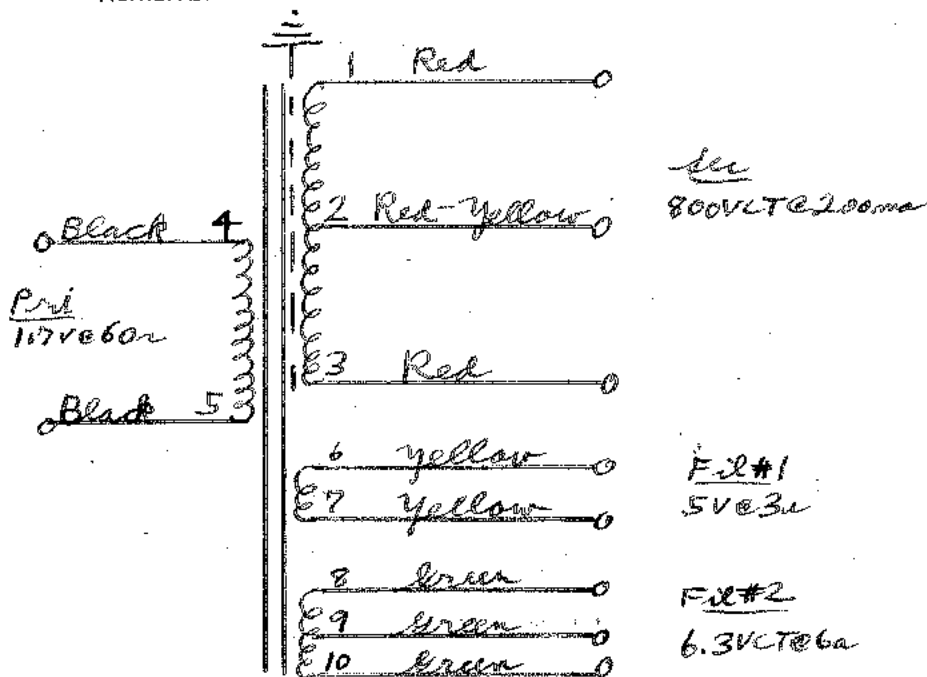 1 Red
2 Red-Yellow
Sec
800VCT@200ma
Black 4
Pri
117V@60~
3 Red
Black 5
6 Yellow
Fil#1
7 Yellow
5V@3a
8 Green
Fil#2
9 Green
6.3VCT@6a
10 Green